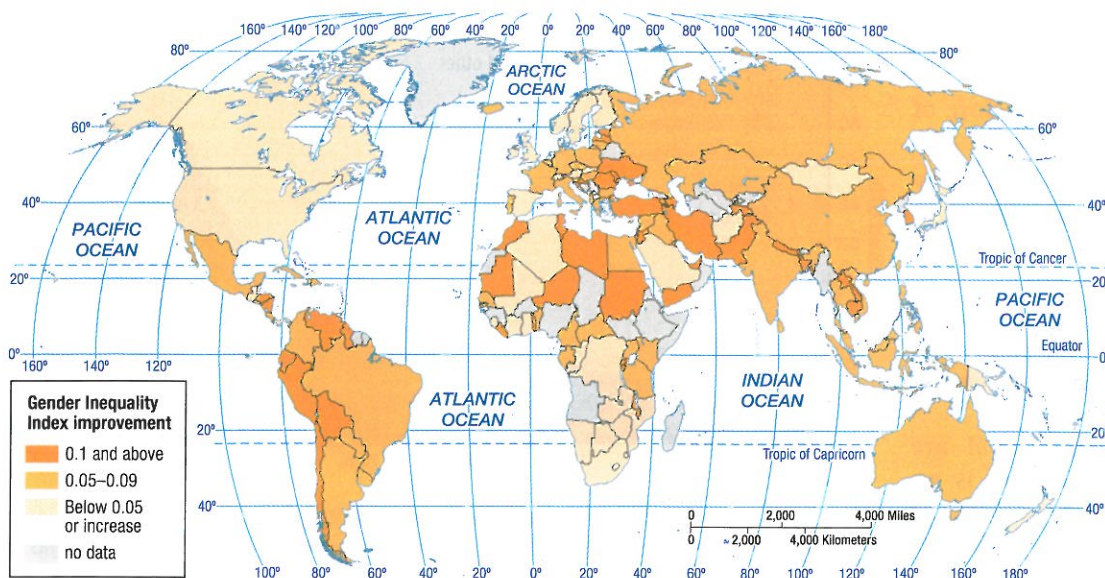 160° 140° 120° 100° 80° 60° 40° 20° 0° 20° 40° 60° 80° 100° 120° 140° 160°
80° 80°
ARCTIC
OCEAN
60° 60°
40° 40°
PACIFIC
OCEAN
ATLANTIC
OCEAN
Tropic of Cancer
20° 20°
PACIFIC
OCEAN
Equator
0° 0°
160° 140° 120° 160° 180°
ATLANTIC
OCEAN
INDIAN
OCEAN
20° 20°
Tropic of Capricorn
40° 40°
Gender Inequality
Index improvement
0.1 and above
0.05–0.09
Below 0.05
or increase
no data
0 2,000 4,000 Miles
0 ≈ 2,000 4,000 Kilometers
100° 80° 60° 40° 20° 0 20° 40° 60° 80° 100° 120° 140° 160° 180°